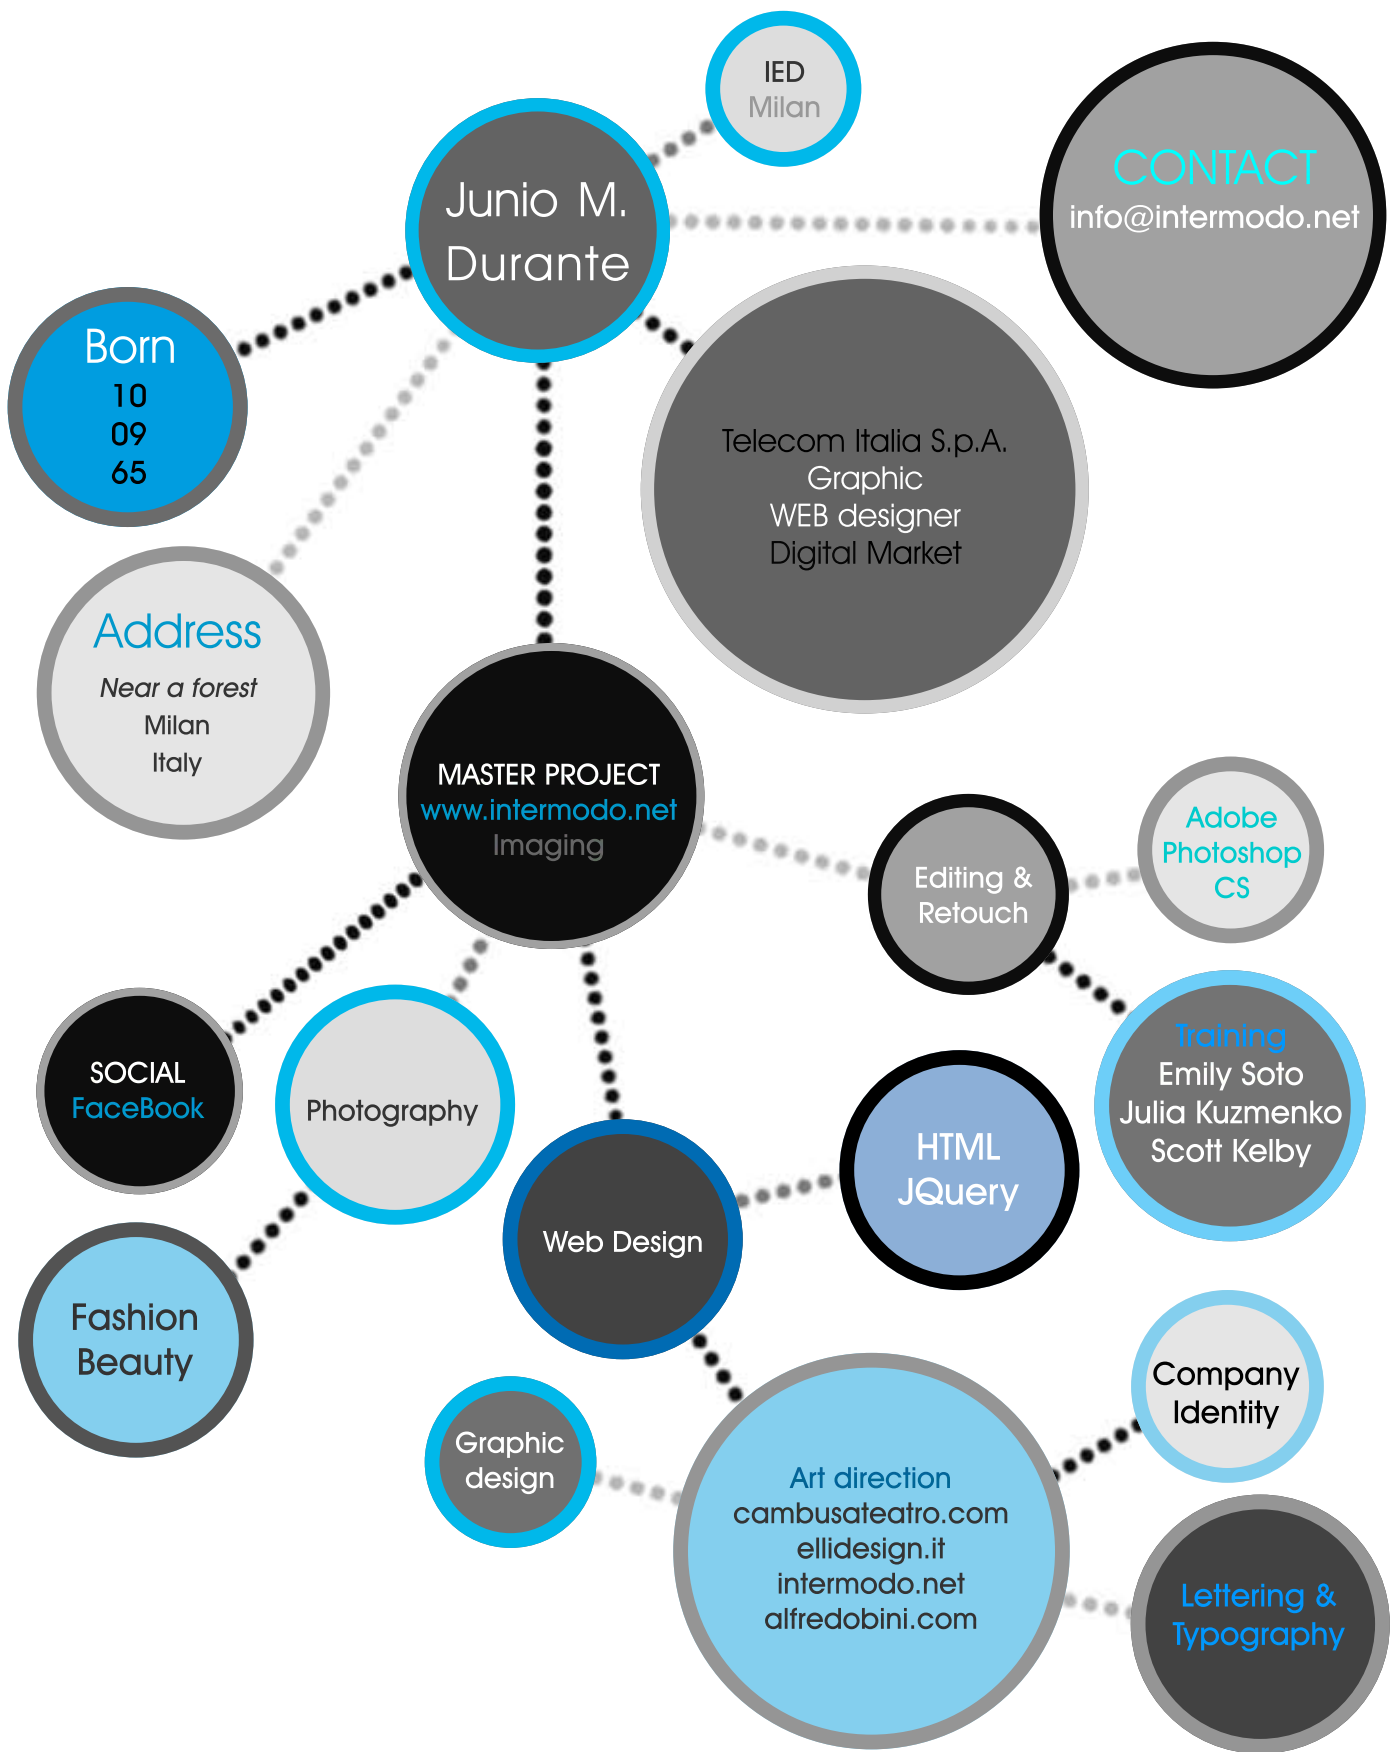 IED
Milan
Junio M.
Durante
CONTACT
info@intermodo.net
Born
10
09
65
Telecom Italia S.p.A.
Graphic
WEB designer
Digital Market
Address
Near a forest
Milan
Italy
MASTER PROJECT
www.intermodo.net
Imaging
Editing &
Retouch
Adobe
Photoshop
CS
Training
Emily Soto
Julia Kuzmenko
Scott Kelby
SOCIAL
FaceBook
Photography
HTML
JQuery
Web Design
Fashion
Beauty
Company
Identity
Graphic
design
Art direction
cambusateatro.com
ellidesign.it
intermodo.net
alfredobini.com
Lettering &
Typography